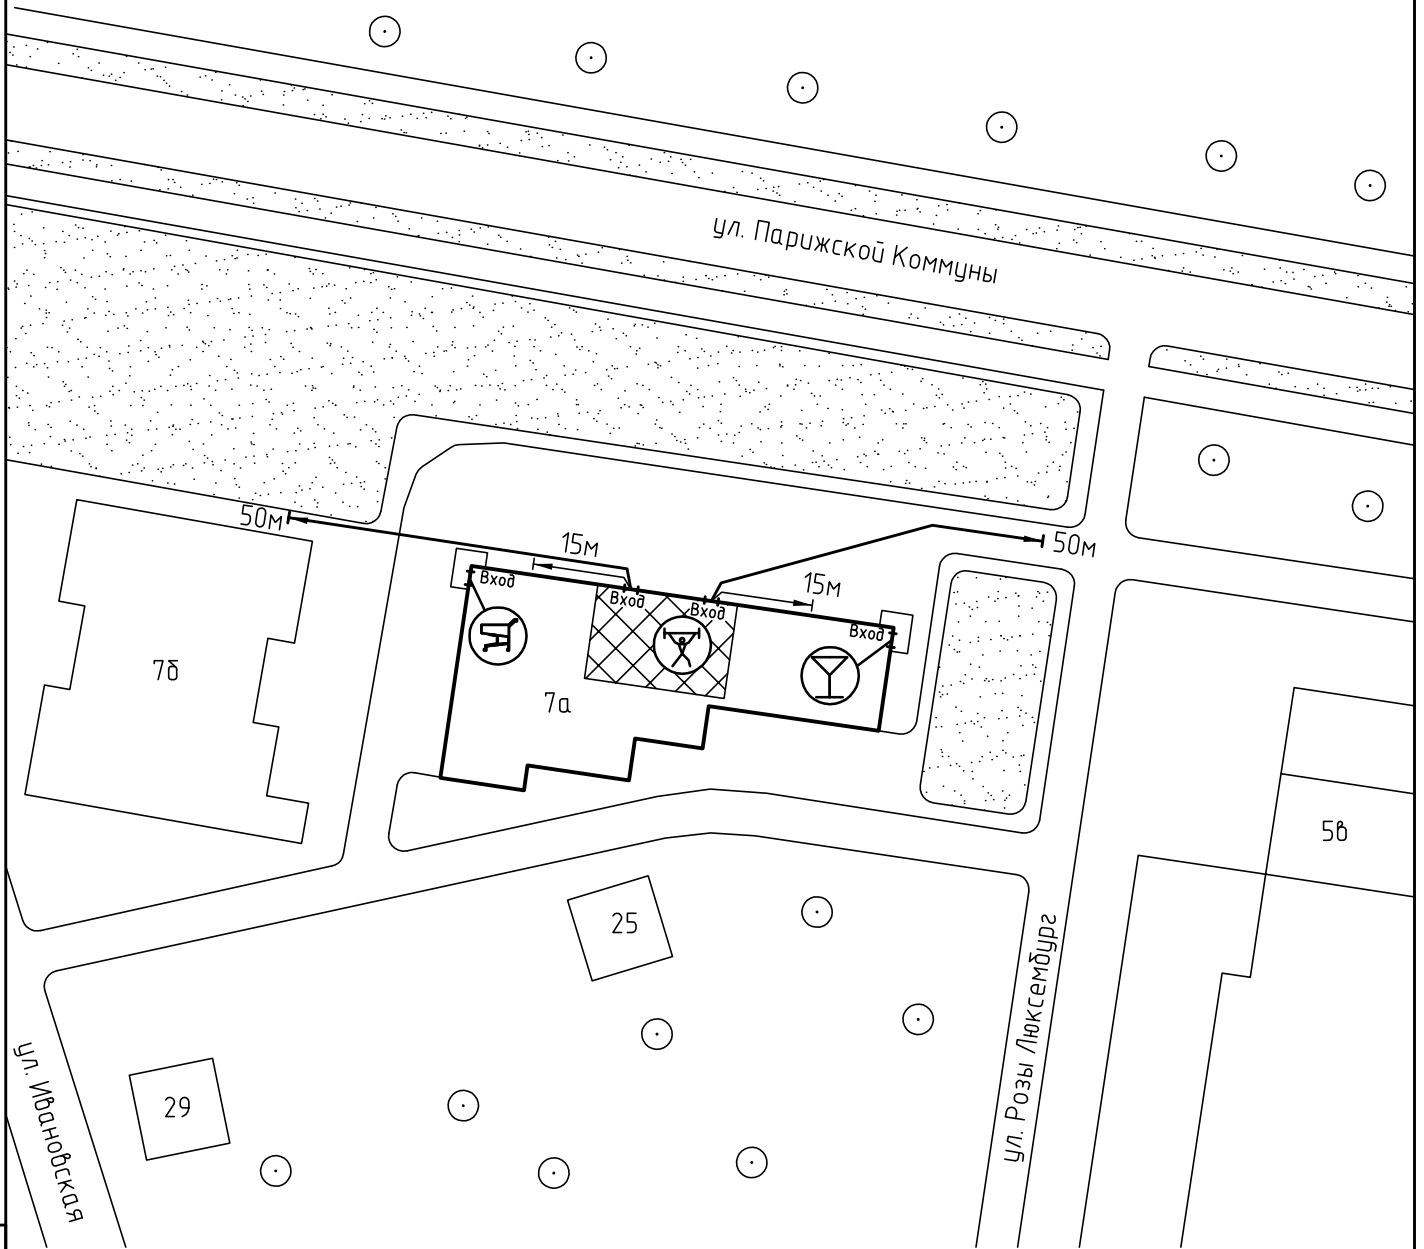 ул. Парижской Коммуны
50м
15м
50м
15м
Вход
Вход
Вход
Вход
7б
7а
5в
25
29
ул. Розы Люксембург
ул. Ивановская